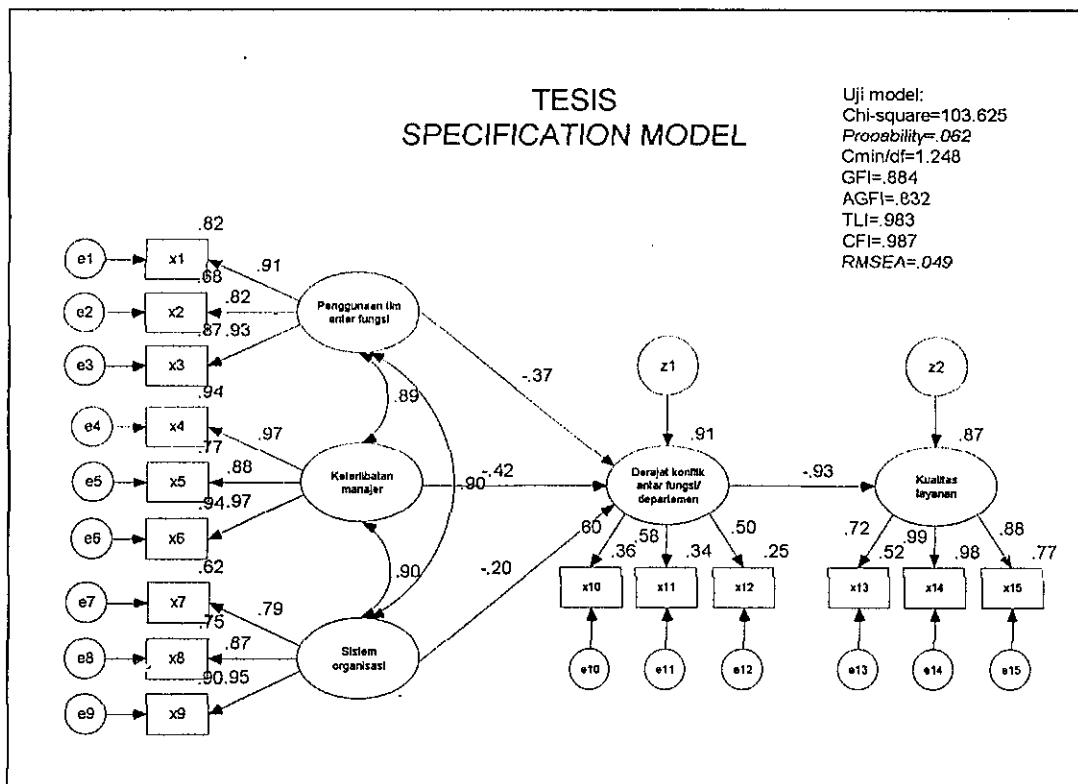 TESIS
SPECIFICATION MODEL
Uji model:
Chi-square=103.625
Probability=.062
Cmin/df=1.248
GFI=.884
AGFI=.832
TLI=.983
CFI=.987
RMSEA=.049
.82
e1 x1 .91
.68
e2 x2 .82
.87 .93
e3 x3
Penggunaan tim
antar fungsi
.94
e4 x4 .97
.77
e5 x5 .88
.94 .97
e6 x6
Keterlibatan
manajer
.62
e7 x7 .79
.75
e8 x8 .87
.90 .95
e9 x9
Sistem
organisasi
.89
.90
.90
-.37
-.42
-.20
z1
.91
Derajat konflik
antar fungsi/
departemen
-.93
z2
.87
Kualitas
layanan
.60 .58 .50
.36 .34 .25
x10 x11 x12
e10 e11 e12
.72 .99 .88
.52 .98 .77
x13 x14 x15
e13 e14 e15